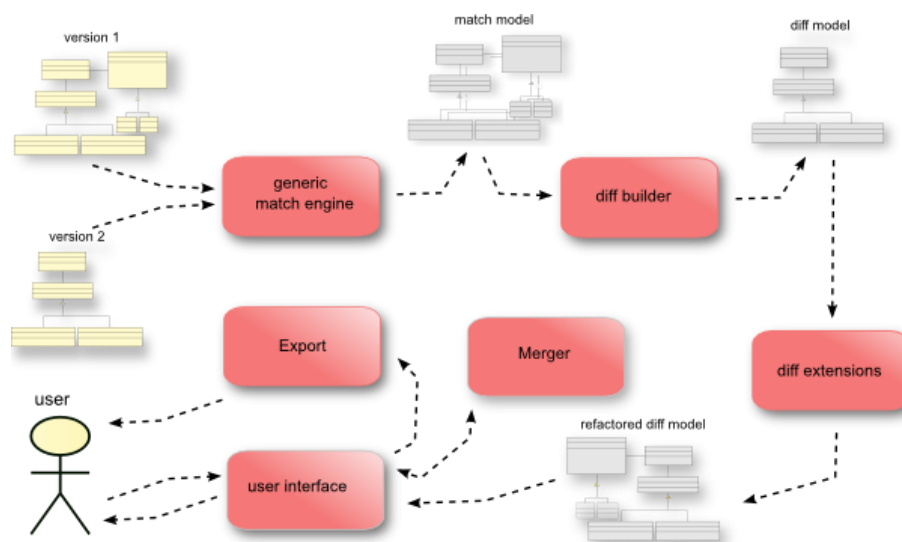 match model
diff model
version 1
generic
match engine
diff builder
version 2
Export
Merger
diff extensions
user
refactored diff model
user interface